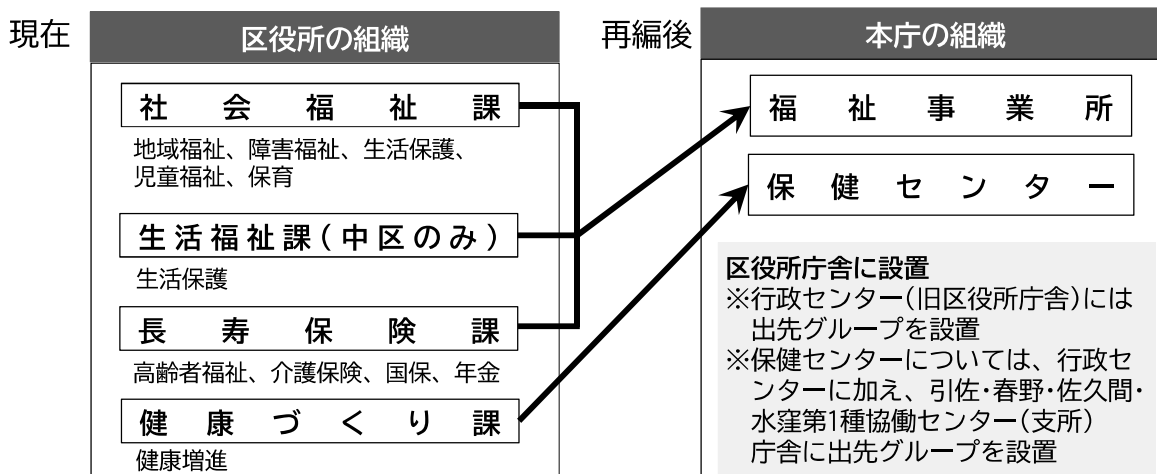 現在
区役所の組織
社会福祉課
地域福祉、障害福祉、生活保護、
児童福祉、保育
生活福祉課(中区のみ)
生活保護
長寿保険課
高齢者福祉、介護保険、国保、年金
健康づくり課
健康増進
再編後
本庁の組織
福祉事業所
保健センター
区役所庁舎に設置
※行政センター(旧区役所庁舎)には
出先グループを設置
※保健センターについては、行政セ
ンターに加え、引佐・春野・佐久間・
水窪第1種協働センター(支所)
庁舎に出先グループを設置